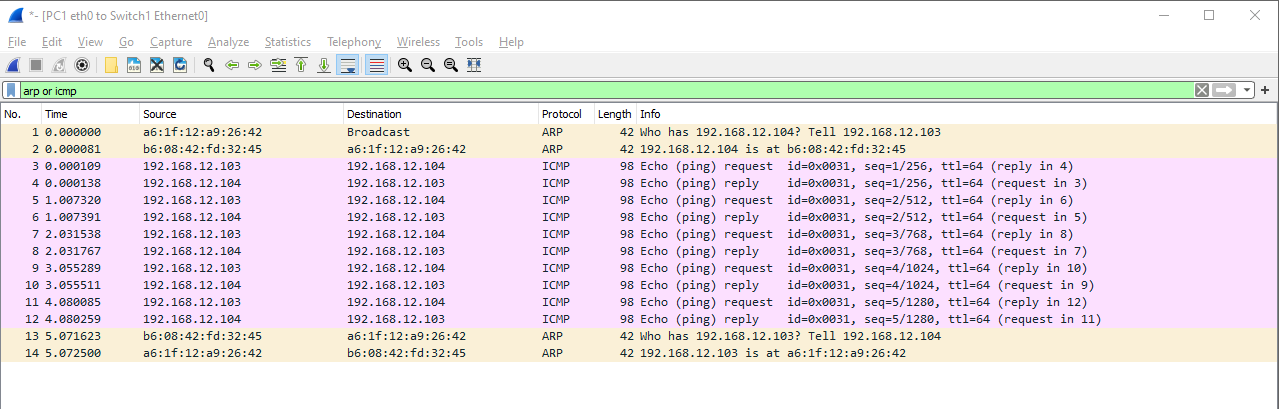 *- [PC1 eth0 to Switch1 Ethernet0]
File Edit View Go Capture Analyze Statistics Telephony Wireless Tools Help
arp or icmp
No. Time Source Destination Protocol Length Info
1 0.000000 a6:1f:12:a9:26:42 Broadcast ARP 42 Who has 192.168.12.104? Tell 192.168.12.103
2 0.000081 b6:08:42:fd:32:45 a6:1f:12:a9:26:42 ARP 42 192.168.12.104 is at b6:08:42:fd:32:45
3 0.000109 192.168.12.103 192.168.12.104 ICMP 98 Echo (ping) request id=0x0031, seq=1/256, ttl=64 (reply in 4)
4 0.000138 192.168.12.104 192.168.12.103 ICMP 98 Echo (ping) reply id=0x0031, seq=1/256, ttl=64 (request in 3)
5 1.007320 192.168.12.103 192.168.12.104 ICMP 98 Echo (ping) request id=0x0031, seq=2/512, ttl=64 (reply in 6)
6 1.007391 192.168.12.104 192.168.12.103 ICMP 98 Echo (ping) reply id=0x0031, seq=2/512, ttl=64 (request in 5)
7 2.031538 192.168.12.103 192.168.12.104 ICMP 98 Echo (ping) request id=0x0031, seq=3/768, ttl=64 (reply in 8)
8 2.031767 192.168.12.104 192.168.12.103 ICMP 98 Echo (ping) reply id=0x0031, seq=3/768, ttl=64 (request in 7)
9 3.055289 192.168.12.103 192.168.12.104 ICMP 98 Echo (ping) request id=0x0031, seq=4/1024, ttl=64 (reply in 10)
10 3.055511 192.168.12.104 192.168.12.103 ICMP 98 Echo (ping) reply id=0x0031, seq=4/1024, ttl=64 (request in 9)
11 4.080085 192.168.12.103 192.168.12.104 ICMP 98 Echo (ping) request id=0x0031, seq=5/1280, ttl=64 (reply in 12)
12 4.080259 192.168.12.104 192.168.12.103 ICMP 98 Echo (ping) reply id=0x0031, seq=5/1280, ttl=64 (request in 11)
13 5.071623 b6:08:42:fd:32:45 a6:1f:12:a9:26:42 ARP 42 Who has 192.168.12.103? Tell 192.168.12.104
14 5.072500 a6:1f:12:a9:26:42 b6:08:42:fd:32:45 ARP 42 192.168.12.103 is at a6:1f:12:a9:26:42